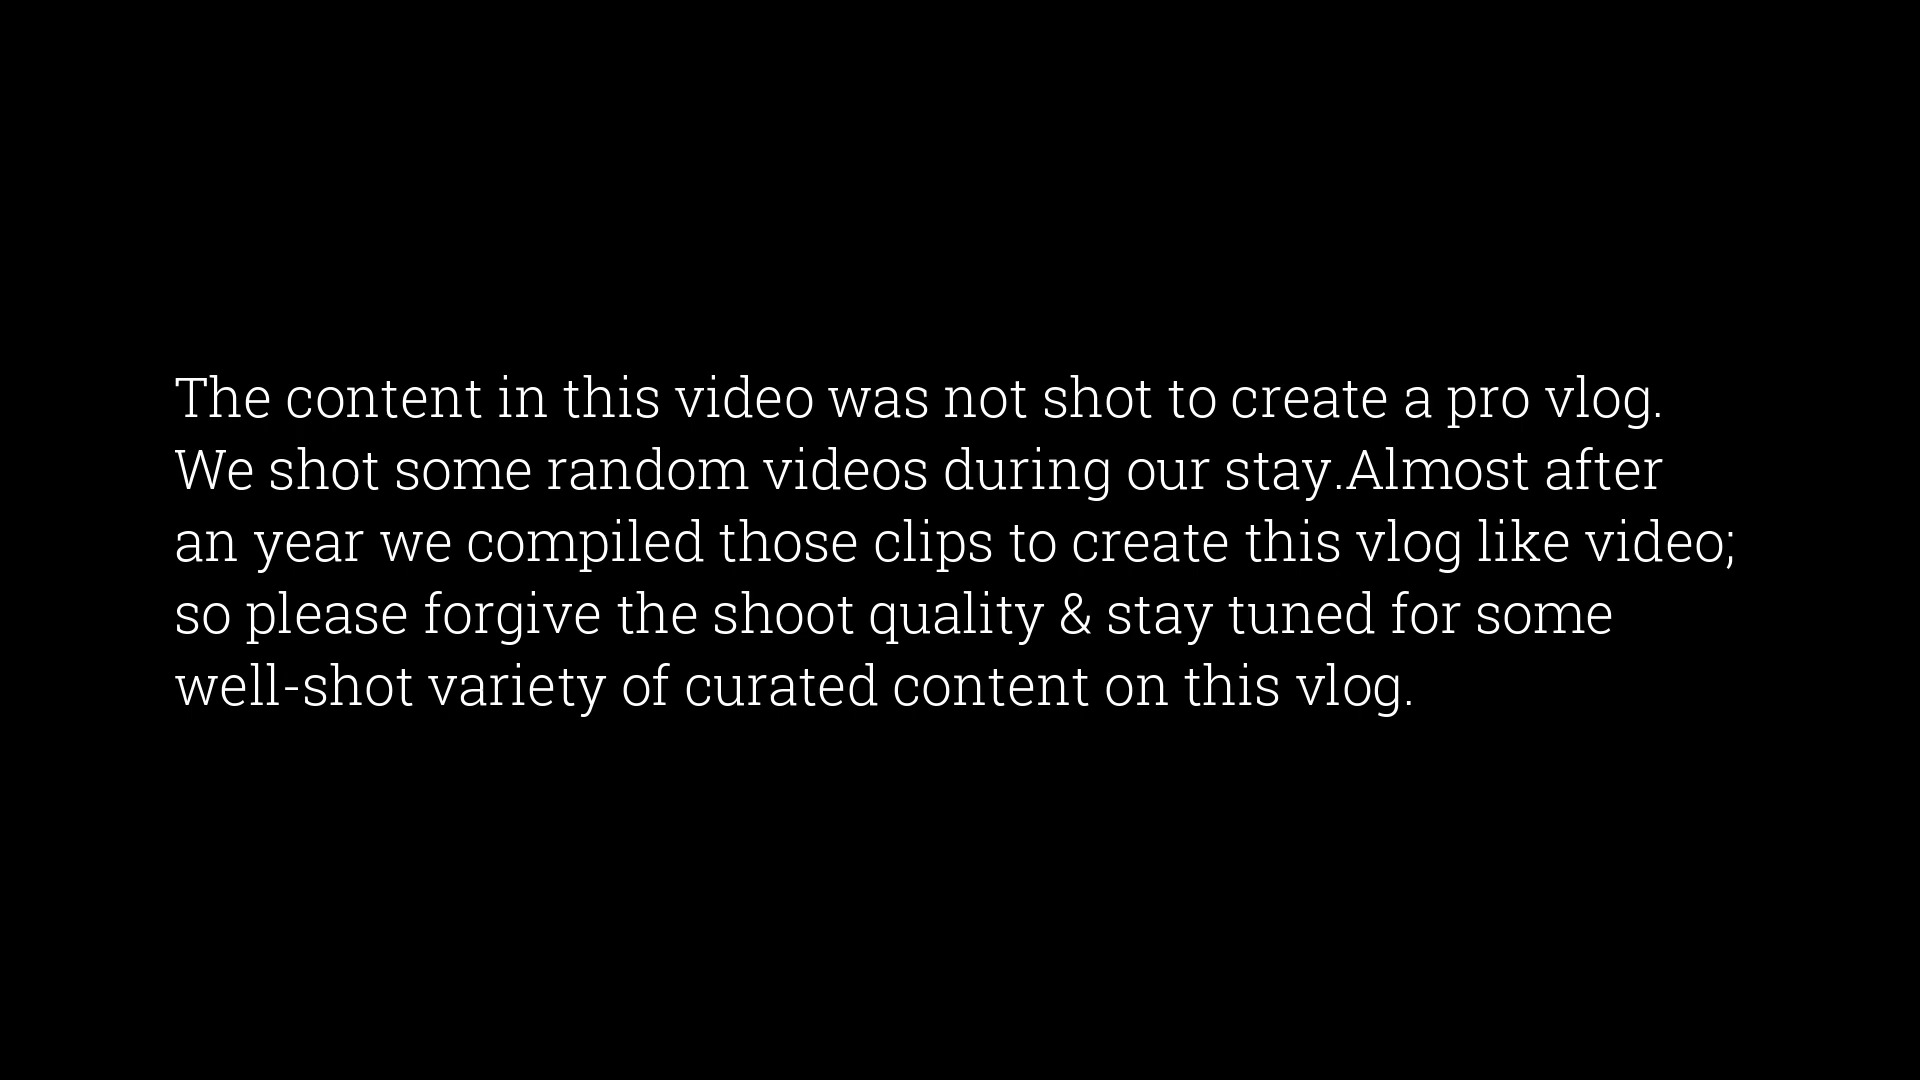 The content in this video was not shot to create a pro vlog.
We shot some random videos during our stay.Almost after
an year we compiled those clips to create this vlog like video;
so please forgive the shoot quality & stay tuned for some
well-shot variety of curated content on this vlog.